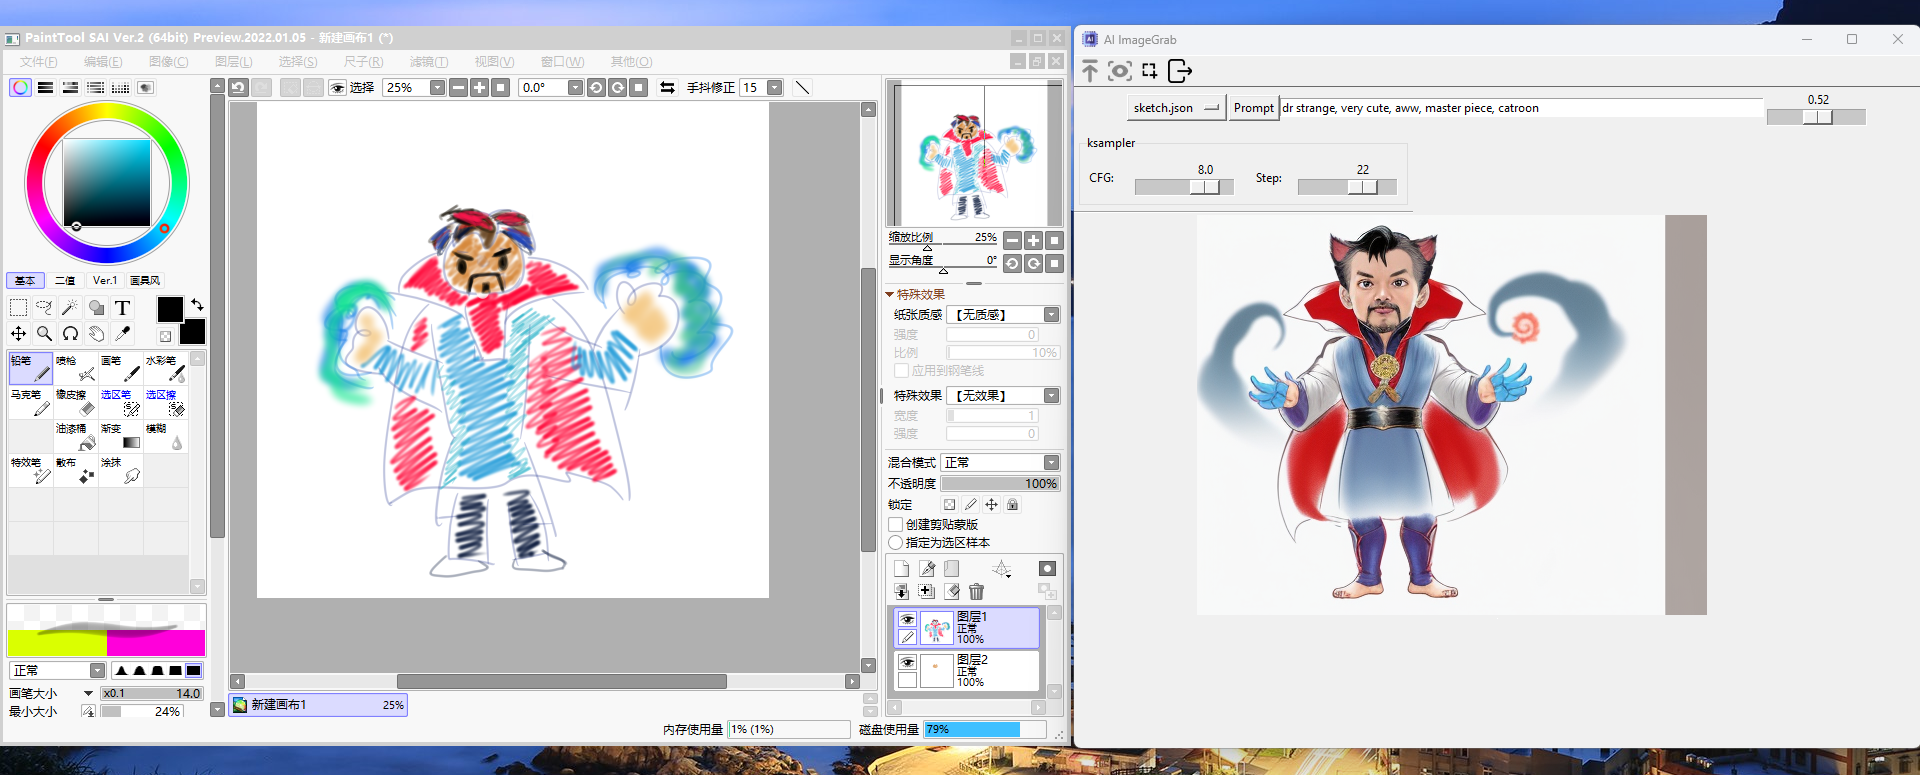 PaintTool SAI Ver.2 (64bit) Preview.2022.01.05 - 新建画布1 (*)
文件(F) 编辑(E) 图像(C) 图层(L) 选择(S) 尺子(R) 滤镜(T) 视图(V) 窗口(W) 其他(O)
选择 25% 0.0° 手抖修正 15
基本 二值 Ver.1 画具风
T
铅笔 喷枪 画笔 水彩笔
马克笔 橡皮擦 选区笔 选区擦
油漆桶 渐变 模糊
特效笔 散布 涂抹
正常
画笔大小 x0.1 14.0
最小大小 24%
新建画布1 25%
内存使用量 1% (1%) 磁盘使用量 79%
缩放比例 25%
显示角度 0°
特殊效果
纸张质感 【无质感】
强度 0
比例 10%
应用到钢笔线
特殊效果 【无效果】
宽度 1
强度 0
混合模式 正常
不透明度 100%
锁定
创建剪贴蒙版
指定为选区样本
图层1
正常
100%
图层2
正常
100%
AI ImageGrab
sketch.json Prompt dr strange, very cute, aww, master piece, catroon 0.52
ksampler
CFG: 8.0 Step: 22